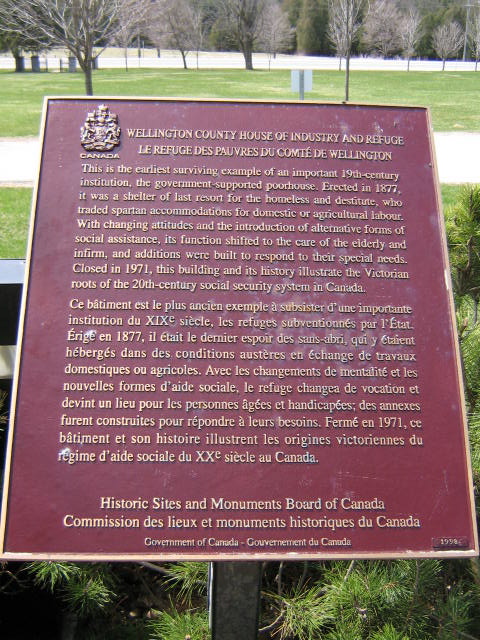 CANADA
WELLINGTON COUNTY HOUSE OF INDUSTRY AND REFUGE
LE REFUGE DES PAUVRES DU COMTÉ DE WELLINGTON
This is the earliest surviving example of an important 19th-century
institution, the government-supported poorhouse. Erected in 1877,
it was a shelter of last resort for the homeless and destitute, who
traded spartan accommodations for domestic or agricultural labour.
With changing attitudes and the introduction of alternative forms of
social assistance, its function shifted to the care of the elderly and
infirm, and additions were built to respond to their special needs.
Closed in 1971, this building and its history illustrate the Victorian
roots of the 20th-century social security system in Canada.
Ce bâtiment est le plus ancien exemple à subsister d'une importante
institution du XIXe siècle, les refuges subventionnés par l'État.
Érigé en 1877, il était le dernier espoir des sans-abri, qui y étaient
hébergés dans des conditions austères en échange de travaux
domestiques ou agricoles. Avec les changements de mentalité et les
nouvelles formes d'aide sociale, le refuge changea de vocation et
devint un lieu pour les personnes âgées et handicapées; des annexes
furent construites pour répondre à leurs besoins. Fermé en 1971, ce
bâtiment et son histoire illustrent les origines victoriennes du
régime d'aide sociale du XXe siècle au Canada.
Historic Sites and Monuments Board of Canada
Commission des lieux et monuments historiques du Canada
Government of Canada - Gouvernement du Canada
1998